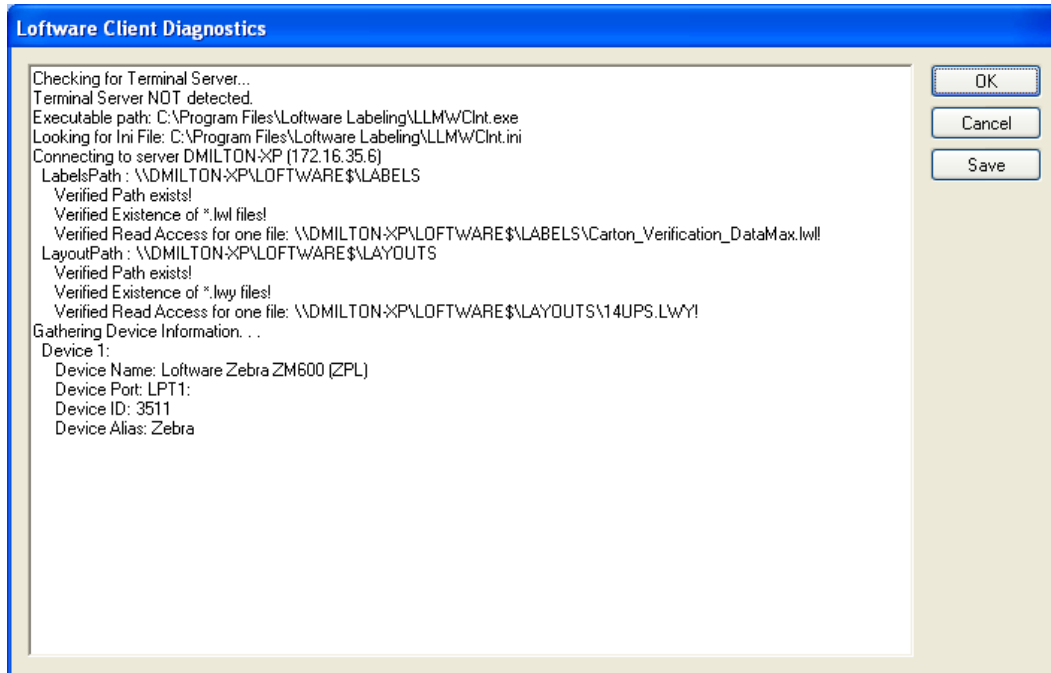 Loftware Client Diagnostics
Checking for Terminal Server...
Terminal Server NOT detected.
Executable path: C:\Program Files\Loftware Labeling\LLMWClnt.exe
Looking for Ini File: C:\Program Files\Loftware Labeling\LLMWClnt.ini
Connecting to server DMILTON-XP (172.16.35.6)
LabelsPath : \\DMILTON-XP\LOFTWARE$\LABELS
Verified Path exists!
Verified Existence of *.lwl files!
Verified Read Access for one file: \\DMILTON-XP\LOFTWARE$\LABELS\Carton_Verification_DataMax.lwl!
LayoutPath : \\DMILTON-XP\LOFTWARE$\LAYOUTS
Verified Path exists!
Verified Existence of *.lwy files!
Verified Read Access for one file: \\DMILTON-XP\LOFTWARE$\LAYOUTS\14UPS.LWY!
Gathering Device Information. . .
Device 1:
Device Name: Loftware Zebra ZM600 (ZPL)
Device Port: LPT1:
Device ID: 3511
Device Alias: Zebra
OK
Cancel
Save